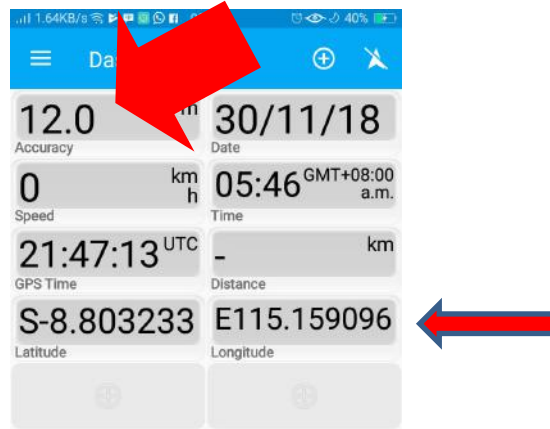 1.64KB/s 40%
Da
12.0 m
Accuracy
30/11/18
Date
0 km h
Speed
05:46 GMT+08:00 a.m.
Time
21:47:13 UTC
GPS Time
- km
Distance
S-8.803233
Latitude
E115.159096
Longitude